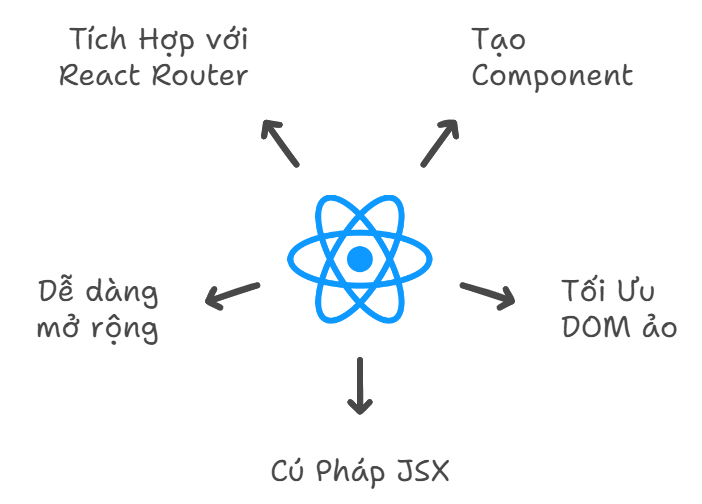 Tích Hợp với
React Router
Tạo
Component
Dễ dàng
mở rộng
Tối Ưu
DOM ảo
Cú Pháp JSX